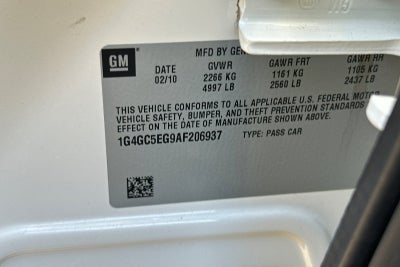 GM
MFD BY GEN
DATE GVWR GAWR FRT GAWR RR
02/10 2266 KG 1161 KG 1105 KG
4997 LB 2560 LB 2437 LB
THIS VEHICLE CONFORMS TO ALL APPLICABLE U.S. FEDERAL MOTOR
VEHICLE SAFETY, BUMPER, AND THEFT PREVENTION STANDARDS
EFFECT ON THE DATE OF MANUFACTURE SHOWN ABOVE.
1G4GC5EG9AF206937 TYPE: PASS CAR